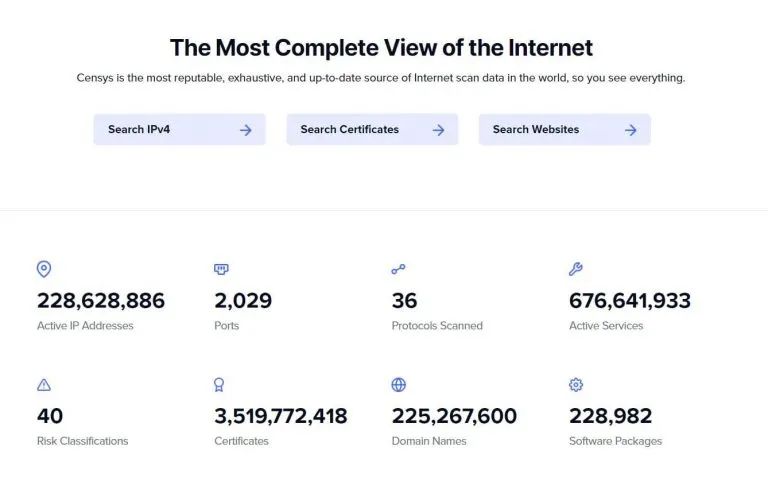 The Most Complete View of the Internet
Censys is the most reputable, exhaustive, and up-to-date source of Internet scan data in the world, so you see everything.
Search IPv4
Search Certificates
Search Websites
228,628,886
Active IP Addresses
2,029
Ports
36
Protocols Scanned
676,641,933
Active Services
40
Risk Classifications
3,519,772,418
Certificates
225,267,600
Domain Names
228,982
Software Packages